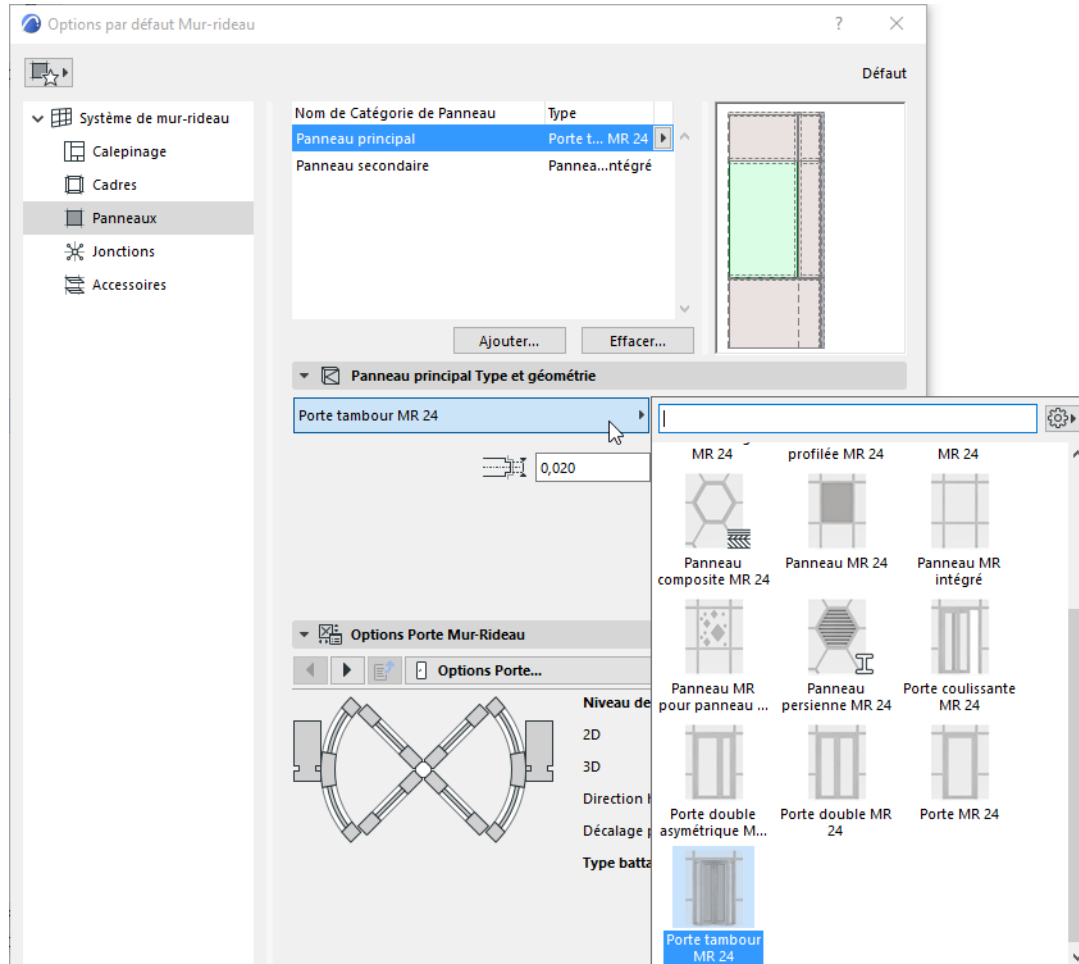 Options par défaut Mur-rideau
?
Défaut
Système de mur-rideau
Calepinage
Cadres
Panneaux
Jonctions
Accessoires
Nom de Catégorie de Panneau Type
Panneau principal Porte t... MR 24
Panneau secondaire Pannea...ntégré
Ajouter... Effacer...
Panneau principal Type et géométrie
Porte tambour MR 24
0,020
MR 24 profilée MR 24 MR 24
Panneau composite MR 24
Panneau MR 24
Panneau MR intégré
Panneau MR pour panneau ...
Panneau persienne MR 24
Porte coulissante MR 24
Porte double asymétrique M...
Porte double MR 24
Porte MR 24
Porte tambour MR 24
Options Porte Mur-Rideau
Options Porte...
Niveau de
2D
3D
Direction
Décalage
Type batta